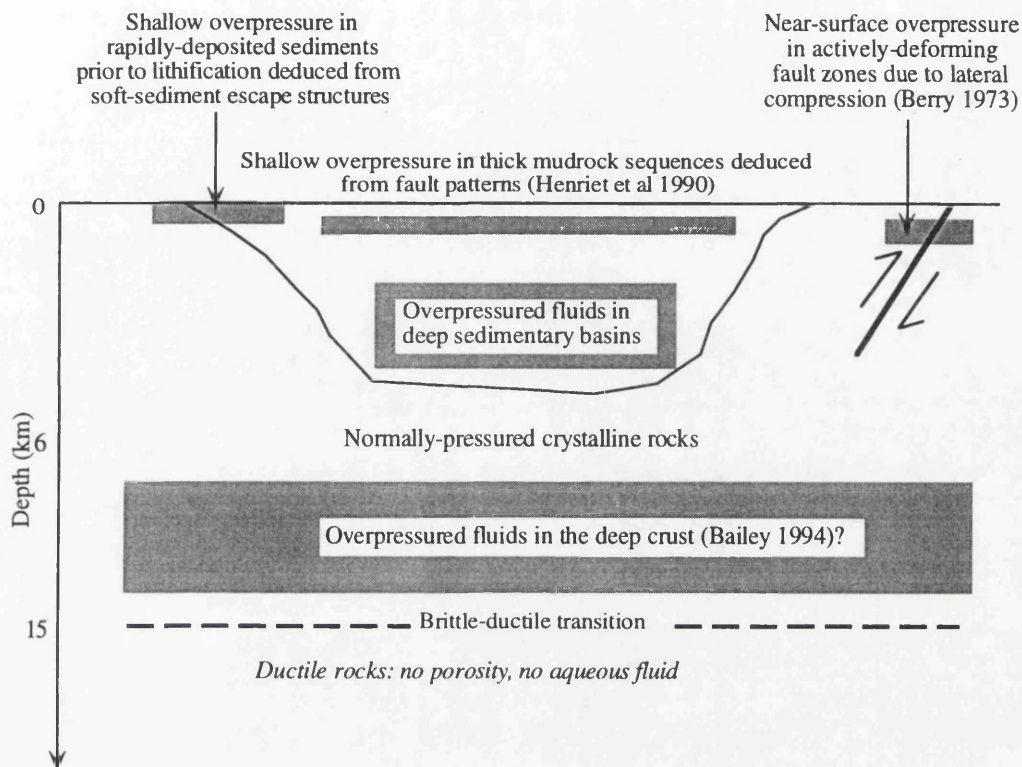 Shallow overpressure in
rapidly-deposited sediments
prior to lithification deduced from
soft-sediment escape structures
Near-surface overpressure
in actively-deforming
fault zones due to lateral
compression (Berry 1973)
Shallow overpressure in thick mudrock sequences deduced
from fault patterns (Henriet et al 1990)
0
Overpressured fluids in
deep sedimentary basins
Normally-pressured crystalline rocks
6
Depth (km)
Overpressured fluids in the deep crust (Bailey 1994)?
15
Brittle-ductile transition
Ductile rocks: no porosity, no aqueous fluid